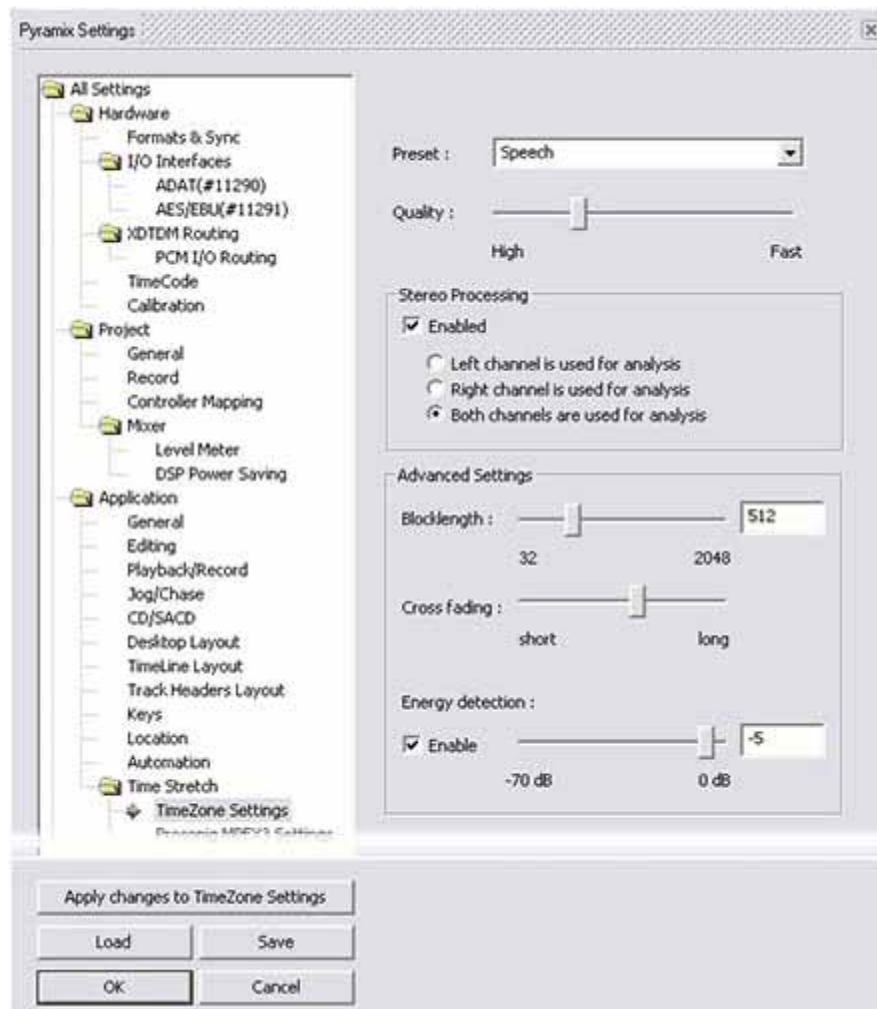 Pyramix Settings
All Settings
Hardware
Formats & Sync
I/O Interfaces
ADAT(#11290)
AES/EBU(#11291)
XDTDM Routing
PCM I/O Routing
TimeCode
Calibration
Project
General
Record
Controller Mapping
Mixer
Level Meter
DSP Power Saving
Application
General
Editing
Playback/Record
Jog/Chase
CD/SACD
Desktop Layout
TimeLine Layout
Track Headers Layout
Keys
Location
Automation
Time Stretch
TimeZone Settings
Preset : Speech
Quality :
High Fast
Stereo Processing
Enabled
Left channel is used for analysis
Right channel is used for analysis
Both channels are used for analysis
Advanced Settings
Blocklength : 512
32 2048
Cross fading :
short long
Energy detection :
Enable -5
-70 dB 0 dB
Apply changes to TimeZone Settings
Load Save
OK Cancel